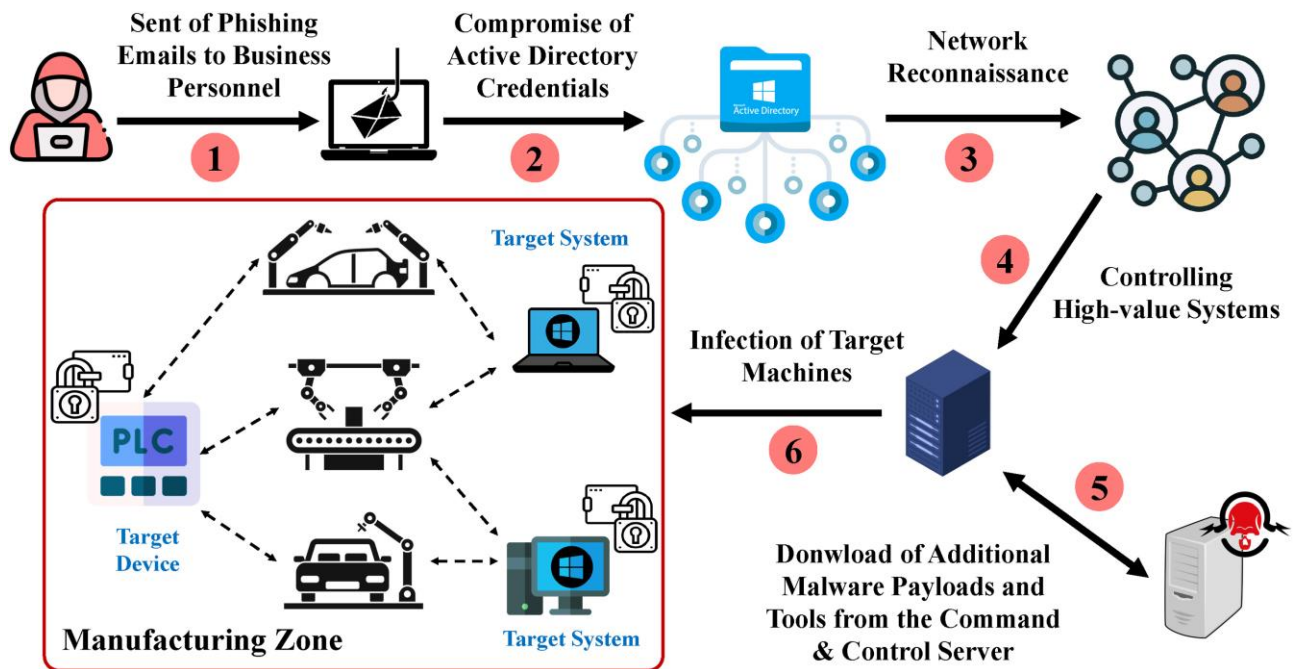 Sent of Phishing
Emails to Business
Personnel
1
Compromise of
Active Directory
Credentials
2
Active Directory
Network
Reconnaissance
3
4
Controlling
High-value Systems
5
Donwload of Additional
Malware Payloads and
Tools from the Command
& Control Server
Infection of Target
Machines
6
Target System
PLC
Target
Device
Target System
Manufacturing Zone